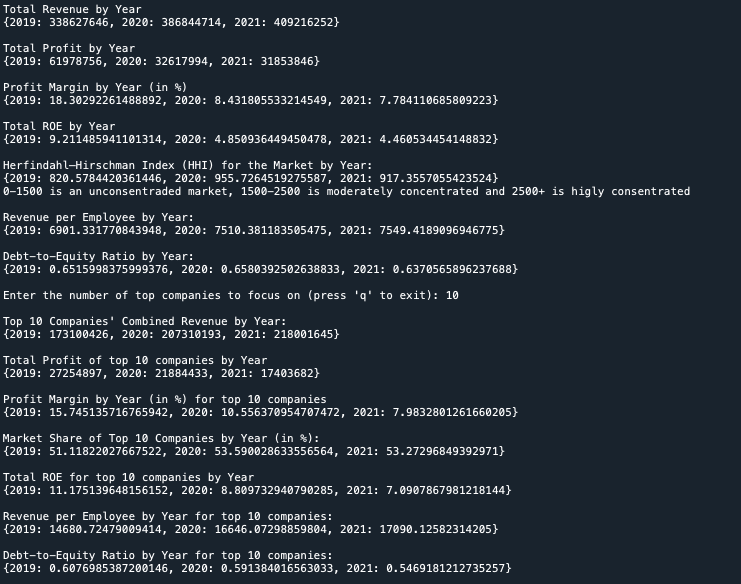 Total Revenue by Year
{2019: 338627646, 2020: 386844714, 2021: 409216252}
Total Profit by Year
{2019: 61978756, 2020: 32617994, 2021: 31853846}
Profit Margin by Year (in %)
{2019: 18.30292261488892, 2020: 8.431805533214549, 2021: 7.784110685809223}
Total ROE by Year
{2019: 9.211485941101314, 2020: 4.850936449450478, 2021: 4.460534454148832}
Herfindahl–Hirschman Index (HHI) for the Market by Year:
{2019: 820.5784420361446, 2020: 955.7264519275587, 2021: 917.3557055423524}
0–1500 is an unconsentraded market, 1500–2500 is moderately concentrated and 2500+ is higly consentrated
Revenue per Employee by Year:
{2019: 6901.331770843948, 2020: 7510.381183505475, 2021: 7549.4189096946775}
Debt-to-Equity Ratio by Year:
{2019: 0.6515998375999376, 2020: 0.6580392502638833, 2021: 0.6370565896237688}
Enter the number of top companies to focus on (press 'q' to exit): 10
Top 10 Companies' Combined Revenue by Year:
{2019: 173100426, 2020: 207310193, 2021: 218001645}
Total Profit of top 10 companies by Year
{2019: 27254897, 2020: 21884433, 2021: 17403682}
Profit Margin by Year (in %) for top 10 companies
{2019: 15.745135716765942, 2020: 10.556370954707472, 2021: 7.9832801261660205}
Market Share of Top 10 Companies by Year (in %):
{2019: 51.11822027667522, 2020: 53.590028633556564, 2021: 53.27296849392971}
Total ROE for top 10 companies by Year
{2019: 11.175139648156152, 2020: 8.809732940790285, 2021: 7.0907867981218144}
Revenue per Employee by Year for top 10 companies:
{2019: 14680.72479009414, 2020: 16646.07298859804, 2021: 17090.12582314205}
Debt-to-Equity Ratio by Year for top 10 companies:
{2019: 0.6076985387200146, 2020: 0.591384016563033, 2021: 0.5469181212735257}